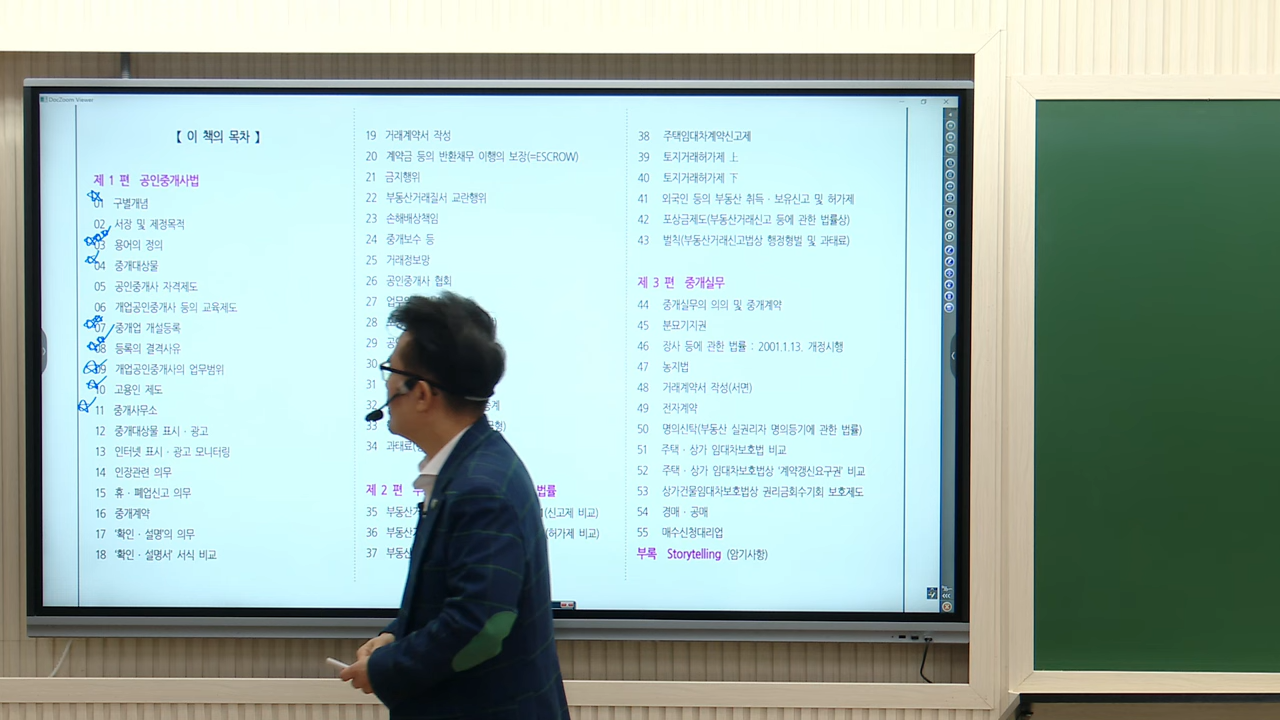 DocZoom Viewer
【 이 책의 목차 】
제 1 편 공인중개사법
01 구별개념
02 서장 및 제정목적
03 용어의 정의
04 중개대상물
05 공인중개사 자격제도
06 개업공인중개사 등의 교육제도
07 중개업 개설등록
08 등록의 결격사유
09 개업공인중개사의 업무범위
10 고용인 제도
11 중개사무소
12 중개대상물 표시 · 광고
13 인터넷 표시 · 광고 모니터링
14 인장관련 의무
15 휴 · 폐업신고 의무
16 중개계약
17 '확인 · 설명'의 의무
18 '확인 · 설명서' 서식 비교
19 거래계약서 작성
20 계약금 등의 반환채무 이행의 보장(=ESCROW)
21 금지행위
22 부동산거래질서 교란행위
23 손해배상책임
24 중개보수 등
25 거래정보망
26 공인중개사 협회
27
28
29
30
31
32
33
34 과태료
제 2 편 법률
35 (신고제 비교)
36 (허가제 비교)
37 부동산
38 주택임대차계약신고제
39 토지거래허가제 上
40 토지거래허가제 下
41 외국인 등의 부동산 취득 · 보유신고 및 허가제
42 포상금제도(부동산거래신고 등에 관한 법률상)
43 벌칙(부동산거래신고법상 행정형벌 및 과태료)
제 3 편 중개실무
44 중개실무의 의의 및 중개계약
45 분묘기지권
46 장사 등에 관한 법률 : 2001.1.13. 개정시행
47 농지법
48 거래계약서 작성(서면)
49 전자계약
50 명의신탁(부동산 실권리자 명의등기에 관한 법률)
51 주택 · 상가 임대차보호법 비교
52 주택 · 상가 임대차보호법상 '계약갱신요구권' 비교
53 상가건물임대차보호법상 권리금회수기회 보호제도
54 경매 · 공매
55 매수신청대리업
부록 Storytelling (암기사항)